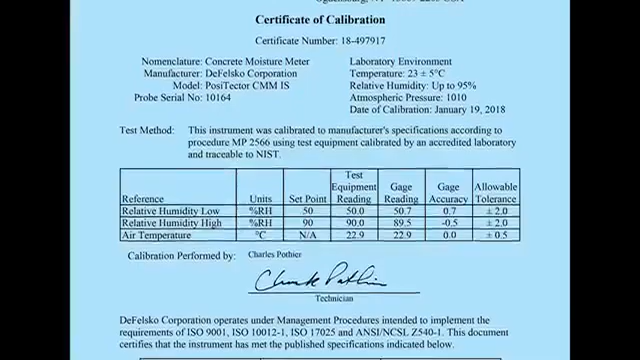 Certificate of Calibration
Certificate Number: 18-497917
Nomenclature: Concrete Moisture Meter
Manufacturer: DeFelsko Corporation
Model: PosiTector CMM IS
Probe Serial No: 10164
Laboratory Environment
Temperature: 23 ± 5°C
Relative Humidity: Up to 95%
Atmospheric Pressure: 1010
Date of Calibration: January 19, 2018
Test Method: This instrument was calibrated to manufacturer's specifications according to
procedure MP 2566 using test equipment calibrated by an accredited laboratory
and traceable to NIST.
Reference Units Set Point Test Equipment Reading Gage Reading Gage Accuracy Allowable Tolerance
Relative Humidity Low %RH 50 50.0 50.7 0.7 ± 2.0
Relative Humidity High %RH 90 90.0 89.5 -0.5 ± 2.0
Air Temperature °C N/A 22.9 22.9 0.0 ± 0.5
Calibration Performed by: Charles Pothier
Chuck Pothier
Technician
DeFelsko Corporation operates under Management Procedures intended to implement the
requirements of ISO 9001, ISO 10012-1, ISO 17025 and ANSI/NCSL Z540-1. This document
certifies that the instrument has met the published specifications indicated below.